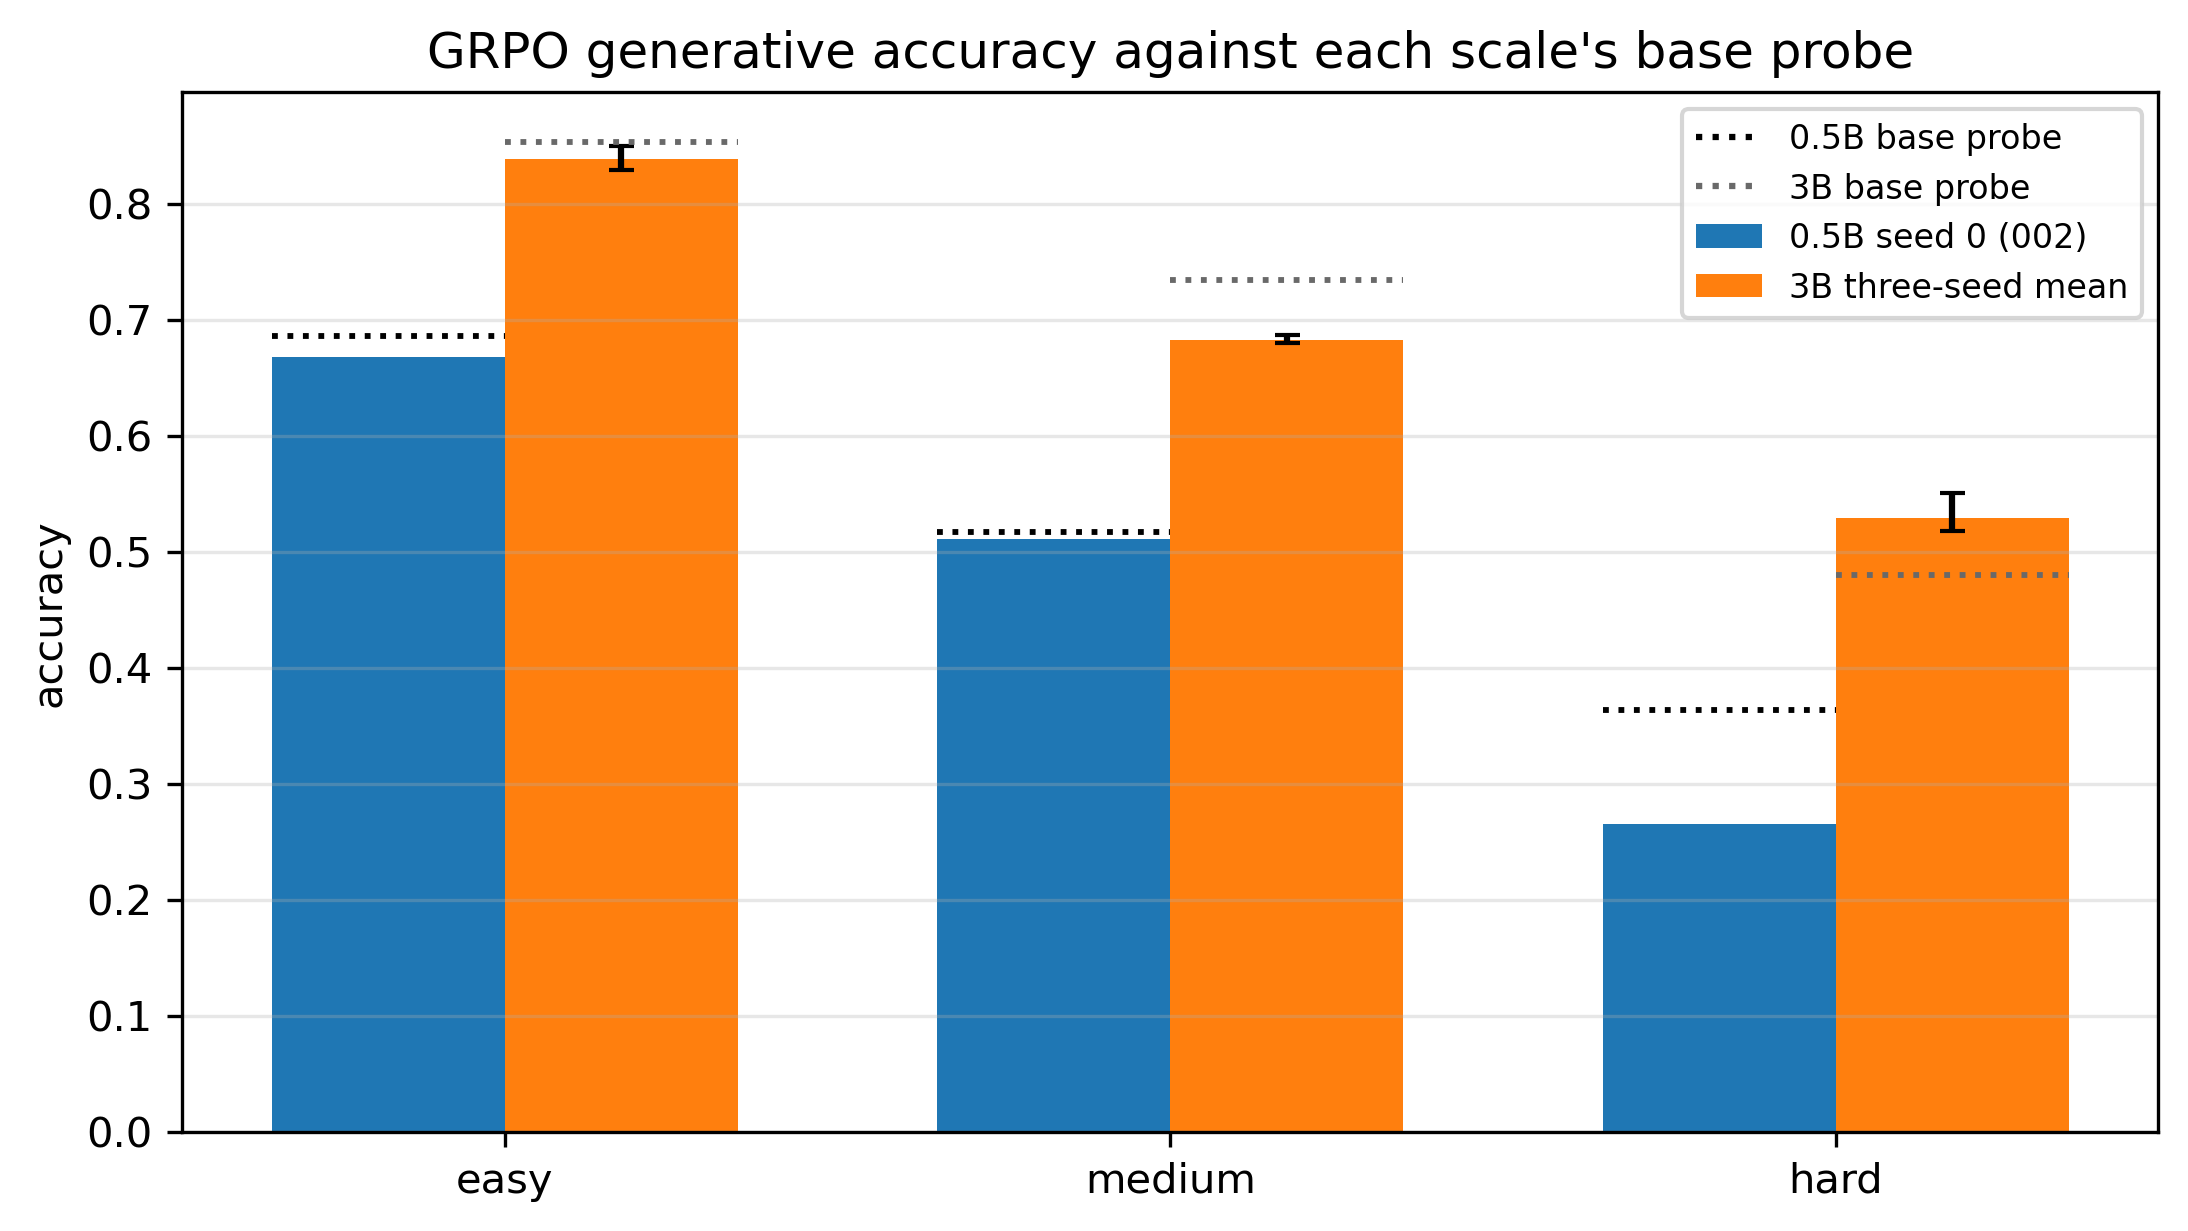 GRPO generative accuracy against each scale's base probe
0.5B base probe
3B base probe
0.5B seed 0 (002)
3B three-seed mean
accuracy
0.8
0.7
0.6
0.5
0.4
0.3
0.2
0.1
0.0
easy
medium
hard